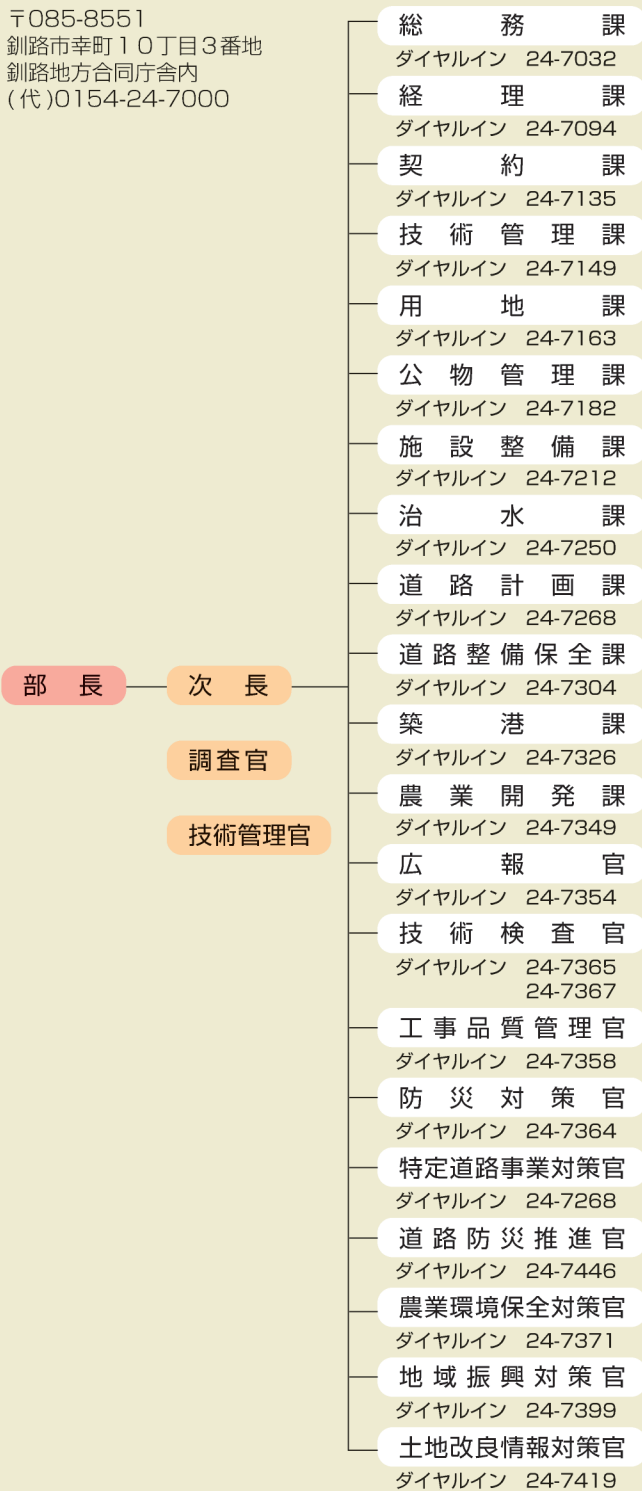 〒085-8551
釧路市幸町10丁目3番地
釧路地方合同庁舎内
(代)0154-24-7000
部長
次長
調査官
技術管理官
総務課
ダイヤルイン 24-7032
経理課
ダイヤルイン 24-7094
契約課
ダイヤルイン 24-7135
技術管理課
ダイヤルイン 24-7149
用地課
ダイヤルイン 24-7163
公物管理課
ダイヤルイン 24-7182
施設整備課
ダイヤルイン 24-7212
治水課
ダイヤルイン 24-7250
道路計画課
ダイヤルイン 24-7268
道路整備保全課
ダイヤルイン 24-7304
築港課
ダイヤルイン 24-7326
農業開発課
ダイヤルイン 24-7349
広報官
ダイヤルイン 24-7354
技術検査官
ダイヤルイン 24-7365
24-7367
工事品質管理官
ダイヤルイン 24-7358
防災対策官
ダイヤルイン 24-7364
特定道路事業対策官
ダイヤルイン 24-7268
道路防災推進官
ダイヤルイン 24-7446
農業環境保全対策官
ダイヤルイン 24-7371
地域振興対策官
ダイヤルイン 24-7399
土地改良情報対策官
ダイヤルイン 24-7419